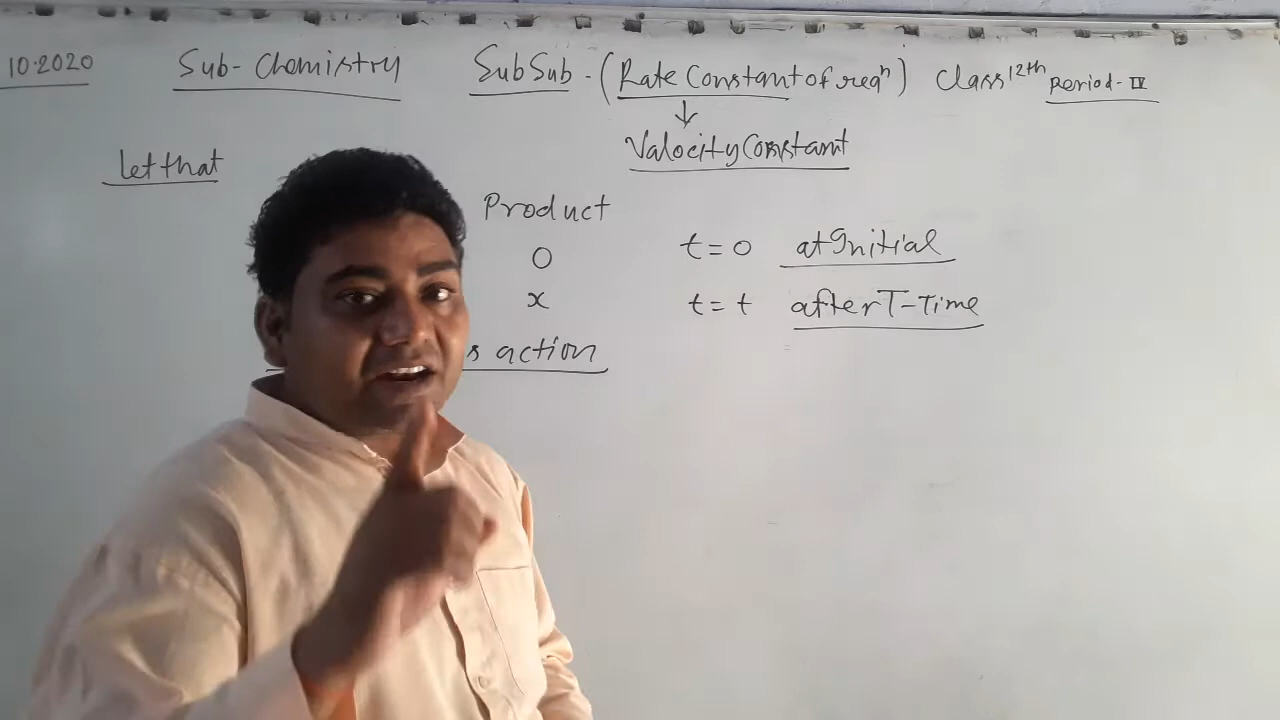 10.2020 Sub- Chemistry SubSub - (Rate Constant of reaⁿ) Class 12th Period- IV
↓
Valocity Constant
let that
Product
0 t = 0 at Initial
x t = t after T-Time
s action